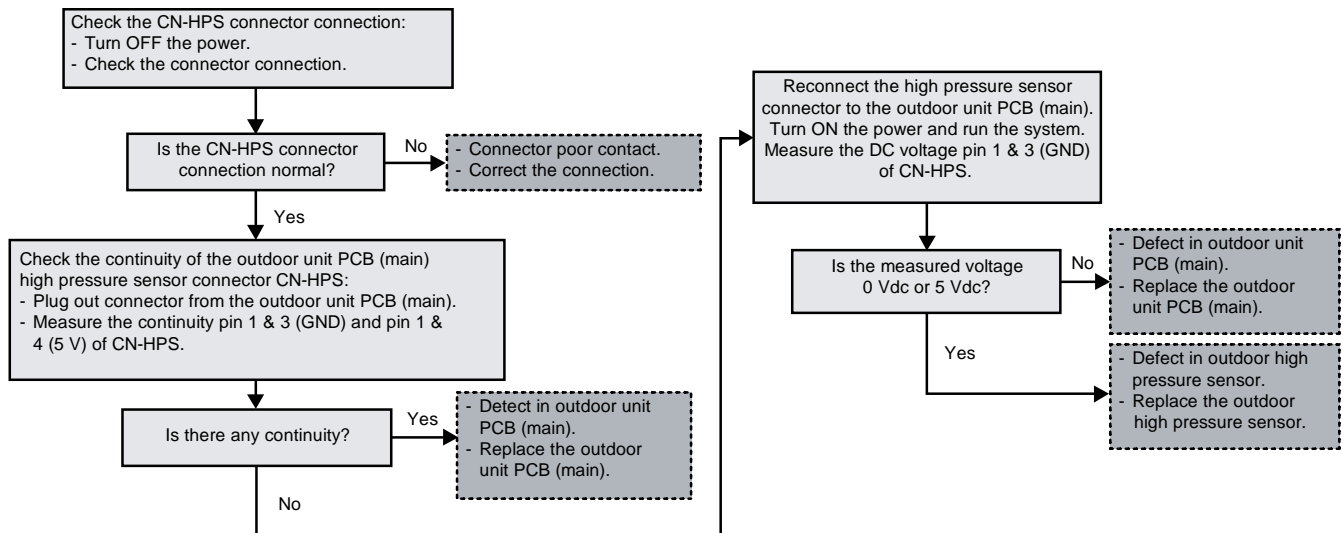 Check the CN-HPS connector connection:
- Turn OFF the power.
- Check the connector connection.
Is the CN-HPS connector
connection normal?
No
- Connector poor contact.
- Correct the connection.
Yes
Check the continuity of the outdoor unit PCB (main)
high pressure sensor connector CN-HPS:
- Plug out connector from the outdoor unit PCB (main).
- Measure the continuity pin 1 & 3 (GND) and pin 1 &
4 (5 V) of CN-HPS.
Is there any continuity?
Yes
- Detect in outdoor unit
PCB (main).
- Replace the outdoor
unit PCB (main).
No
Reconnect the high pressure sensor
connector to the outdoor unit PCB (main).
Turn ON the power and run the system.
Measure the DC voltage pin 1 & 3 (GND)
of CN-HPS.
Is the measured voltage
0 Vdc or 5 Vdc?
No
- Defect in outdoor unit
PCB (main).
- Replace the outdoor
unit PCB (main).
Yes
- Defect in outdoor high
pressure sensor.
- Replace the outdoor
high pressure sensor.